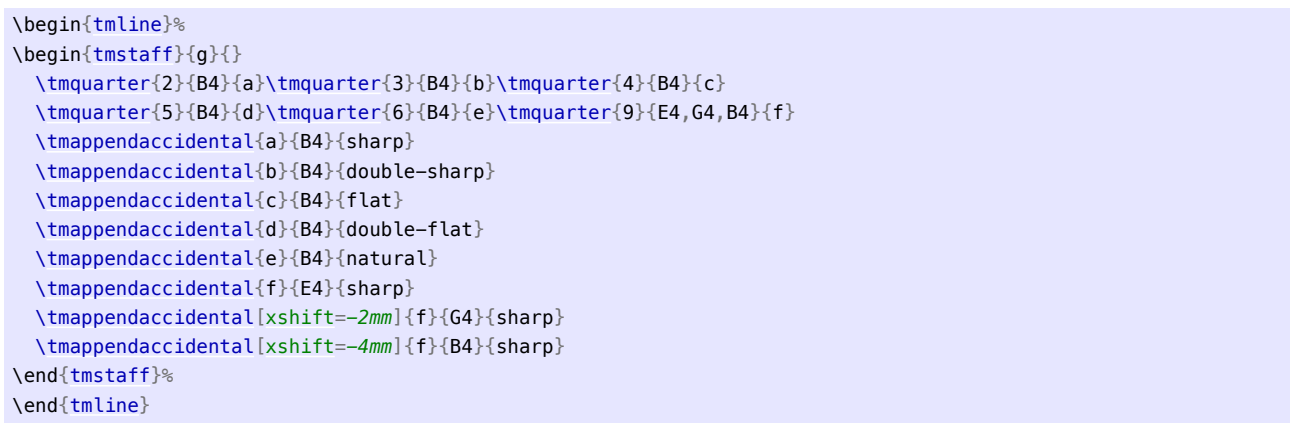 \begin{tmline}%
\begin{tmstaff}{g}{}
  \tmquarter{2}{B4}{a}\tmquarter{3}{B4}{b}\tmquarter{4}{B4}{c}
  \tmquarter{5}{B4}{d}\tmquarter{6}{B4}{e}\tmquarter{9}{E4,G4,B4}{f}
  \tmappendaccidental{a}{B4}{sharp}
  \tmappendaccidental{b}{B4}{double-sharp}
  \tmappendaccidental{c}{B4}{flat}
  \tmappendaccidental{d}{B4}{double-flat}
  \tmappendaccidental{e}{B4}{natural}
  \tmappendaccidental{f}{E4}{sharp}
  \tmappendaccidental[xshift=-2mm]{f}{G4}{sharp}
  \tmappendaccidental[xshift=-4mm]{f}{B4}{sharp}
\end{tmstaff}%
\end{tmline}